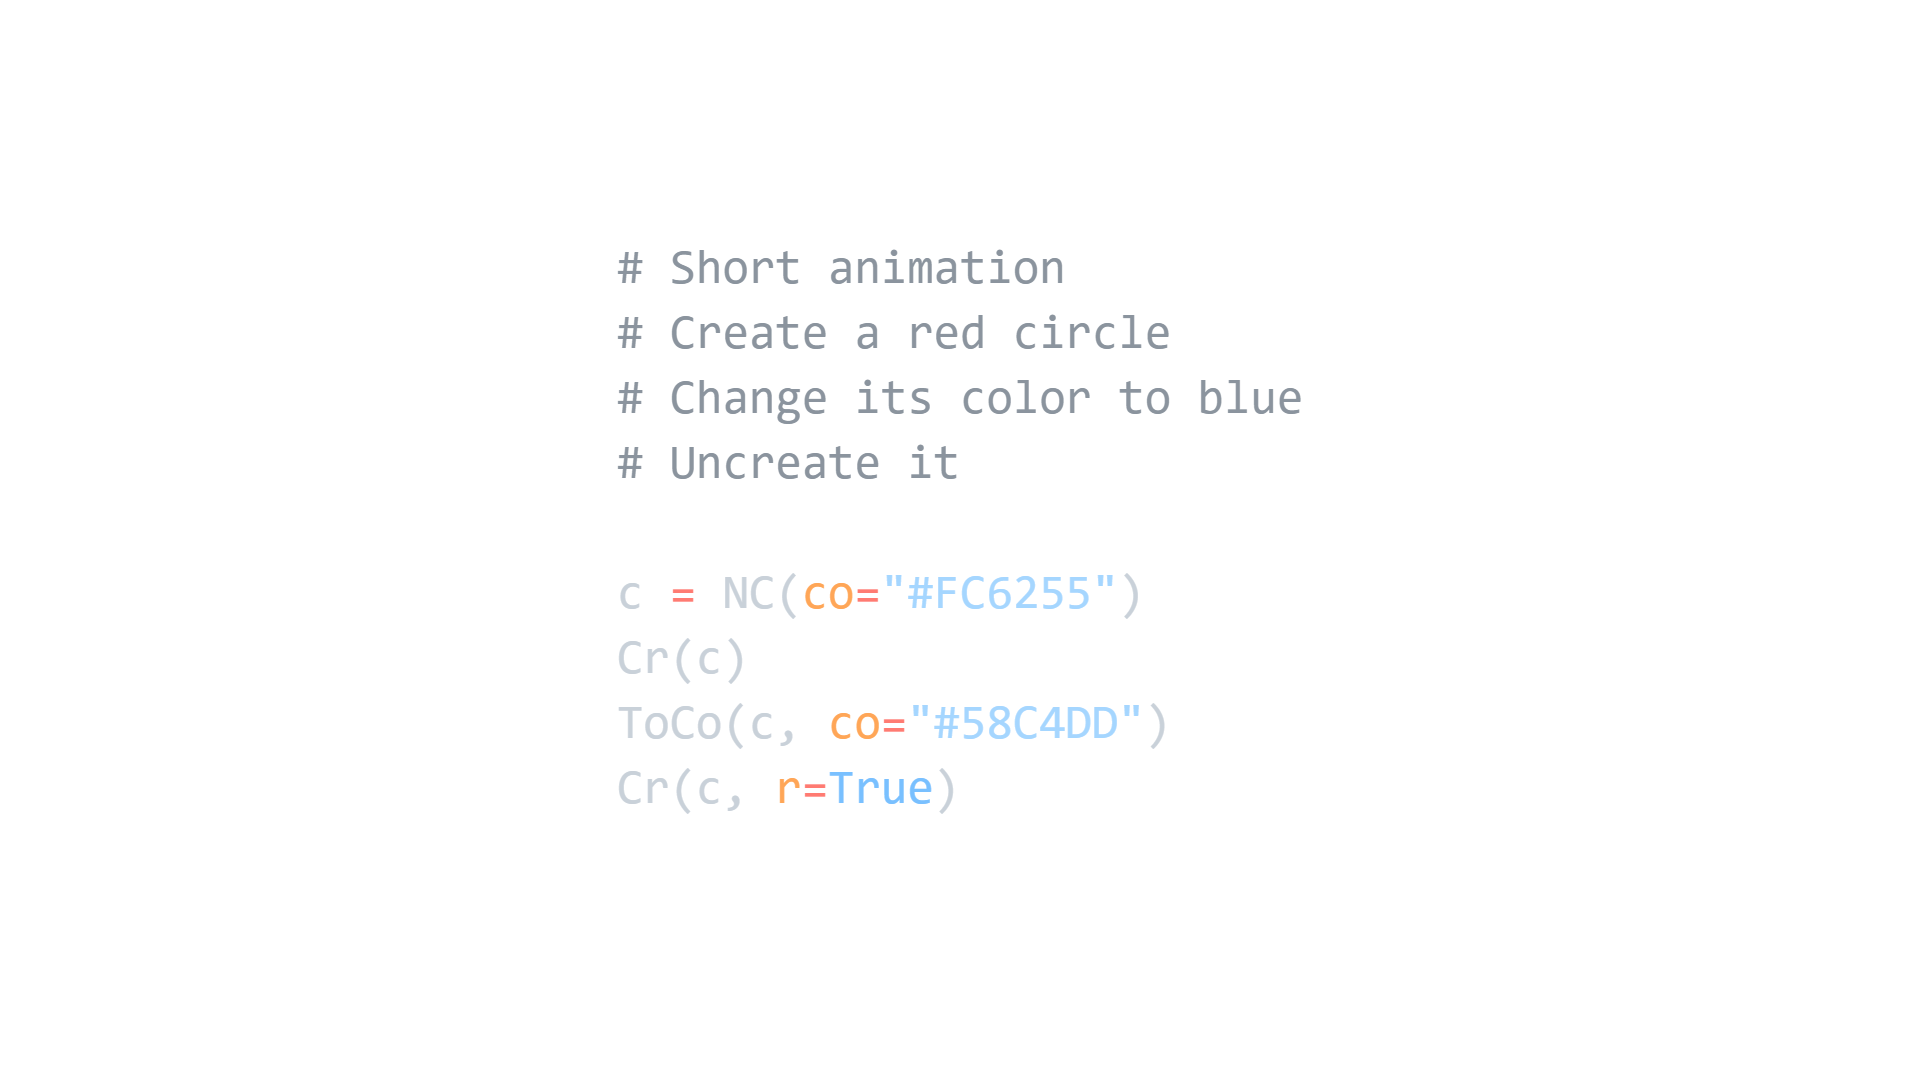 # Short animation
# Create a red circle
# Change its color to blue
# Uncreate it
c = NC(co="#FC6255")
Cr(c)
ToCo(c, co="#58C4DD")
Cr(c, r=True)